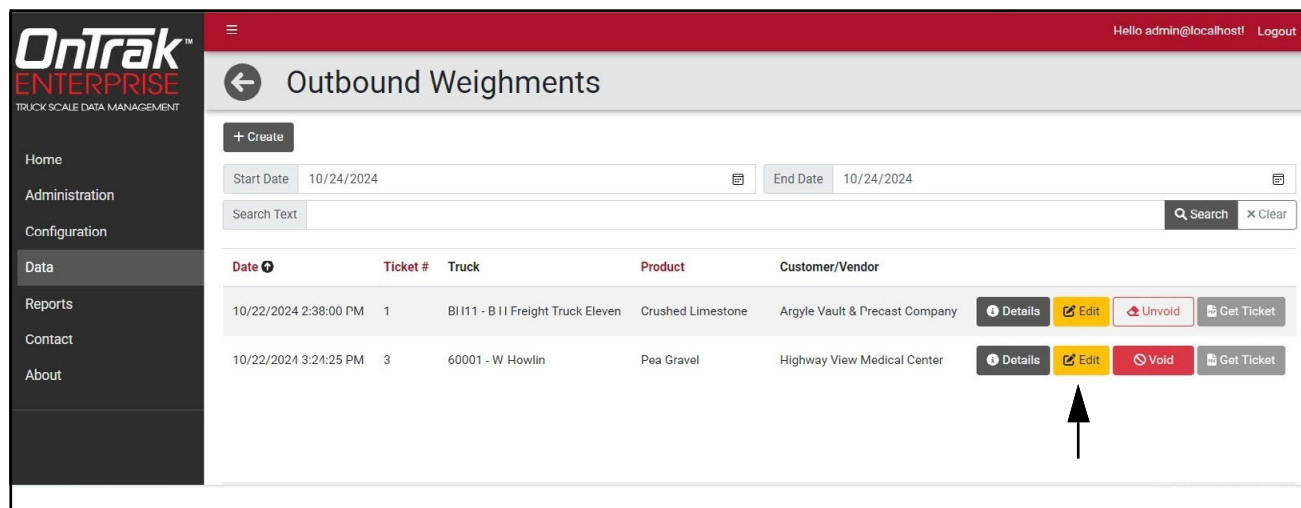 OnTrak™
ENTERPRISE
TRUCK SCALE DATA MANAGEMENT
Hello admin@localhost! Logout
Outbound Weighments
+ Create
Home
Administration
Configuration
Data
Reports
Contact
About
Start Date 10/24/2024 End Date 10/24/2024
Search Text Search × Clear
Date Ticket # Truck Product Customer/Vendor
10/22/2024 2:38:00 PM 1 BI I11 - B I I Freight Truck Eleven Crushed Limestone Argyle Vault & Precast Company Details Edit Unvoid Get Ticket
10/22/2024 3:24:25 PM 3 60001 - W Howlin Pea Gravel Highway View Medical Center Details Edit Void Get Ticket